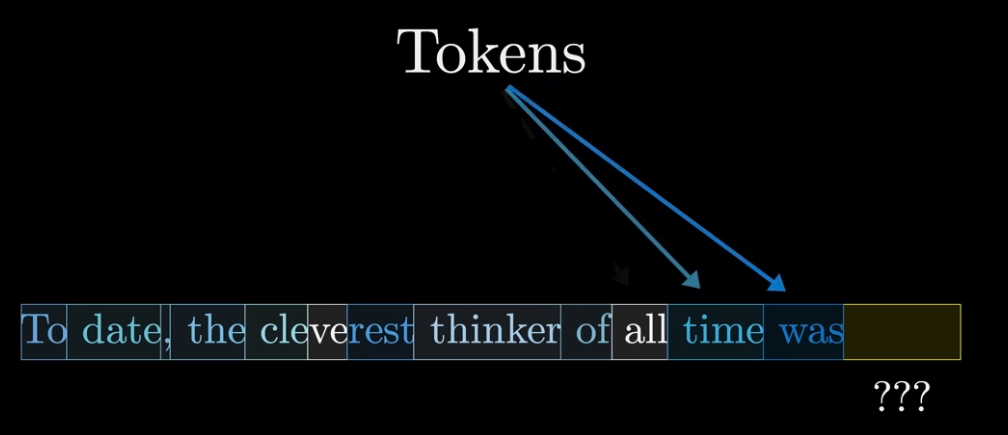 Tokens
To date, the cleverest thinker of all time was
???